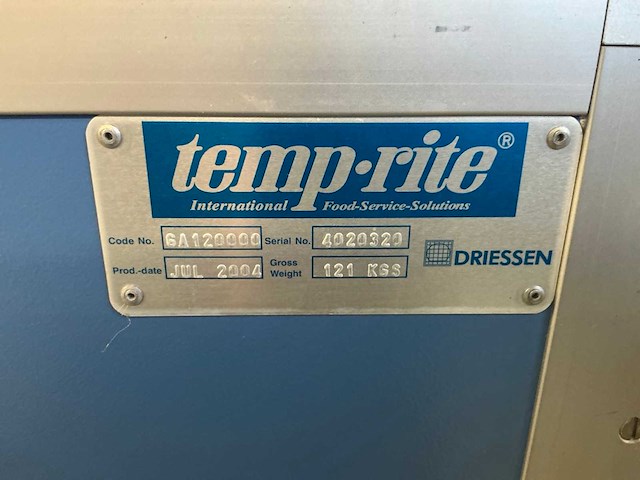 temp·rite®
International Food-Service-Solutions
Code No. GA120000 Serial No. 4020320
DRIESSEN
Prod.-date JUL 2004 Gross Weight 121 KGS